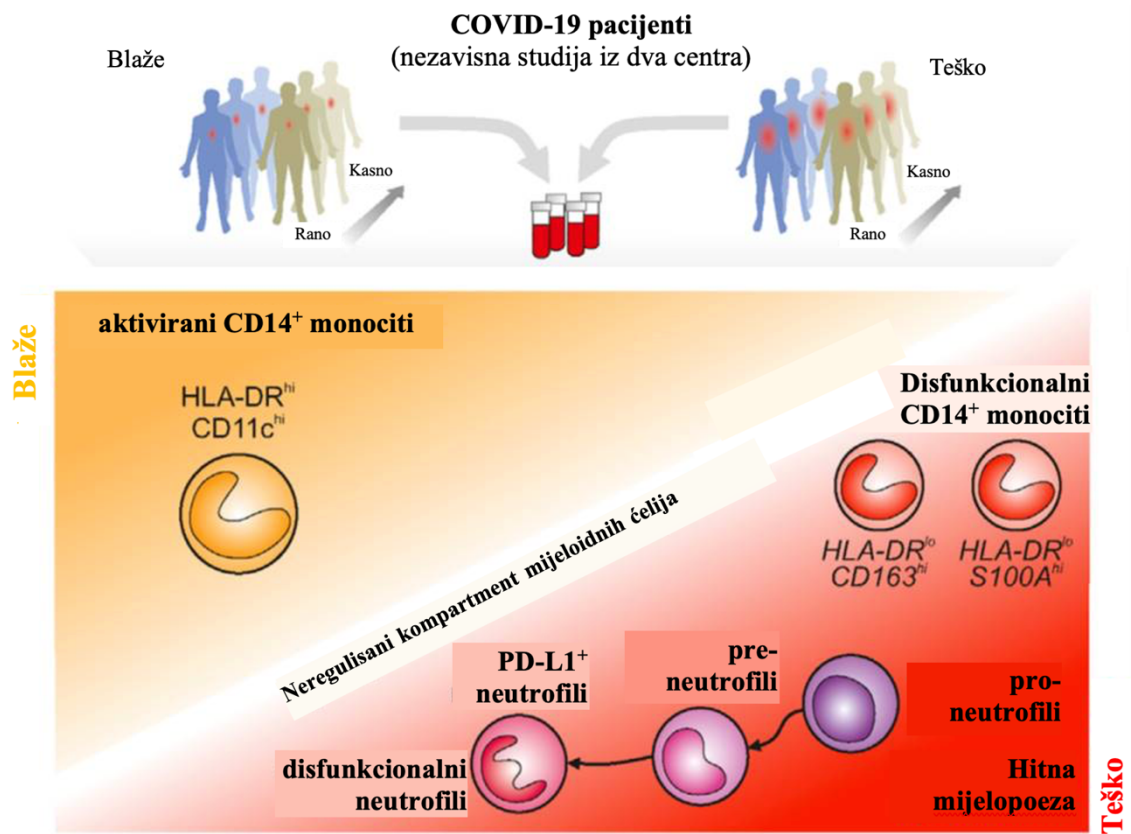 COVID-19 pacijenti
(nezavisna studija iz dva centra)
Blaže
Teško
Kasno
Rano
Kasno
Rano
Blaže
aktivirani CD14⁺ monociti
HLA-DRʰⁱ
CD11cʰⁱ
Disfunkcionalni
CD14⁺ monociti
HLA-DRˡᵒ
CD163ʰⁱ
HLA-DRˡᵒ
S100Aʰⁱ
Neregulisani kompartment mijeloidnih ćelija
PD-L1⁺
neutrofili
pre-
neutrofili
pro-
neutrofili
disfunkcionalni
neutrofili
Hitna
mijelopoeza
Teško